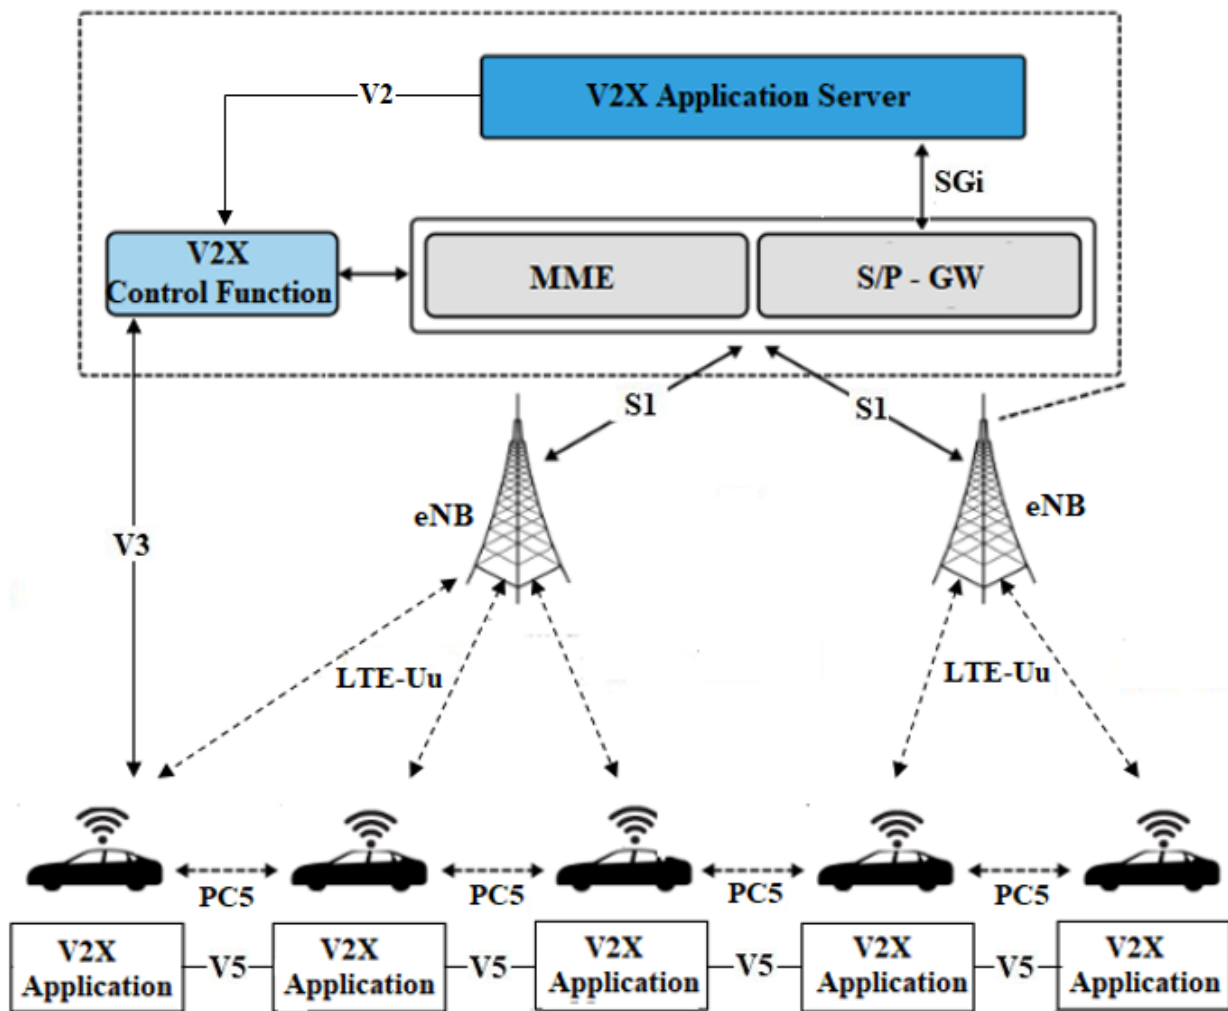 V2
V2X Application Server
SGi
V2X
Control Function
MME
S/P - GW
S1
S1
eNB
eNB
V3
LTE-Uu
LTE-Uu
PC5
PC5
PC5
PC5
V2X
Application
V5
V2X
Application
V5
V2X
Application
V5
V2X
Application
V5
V2X
Application